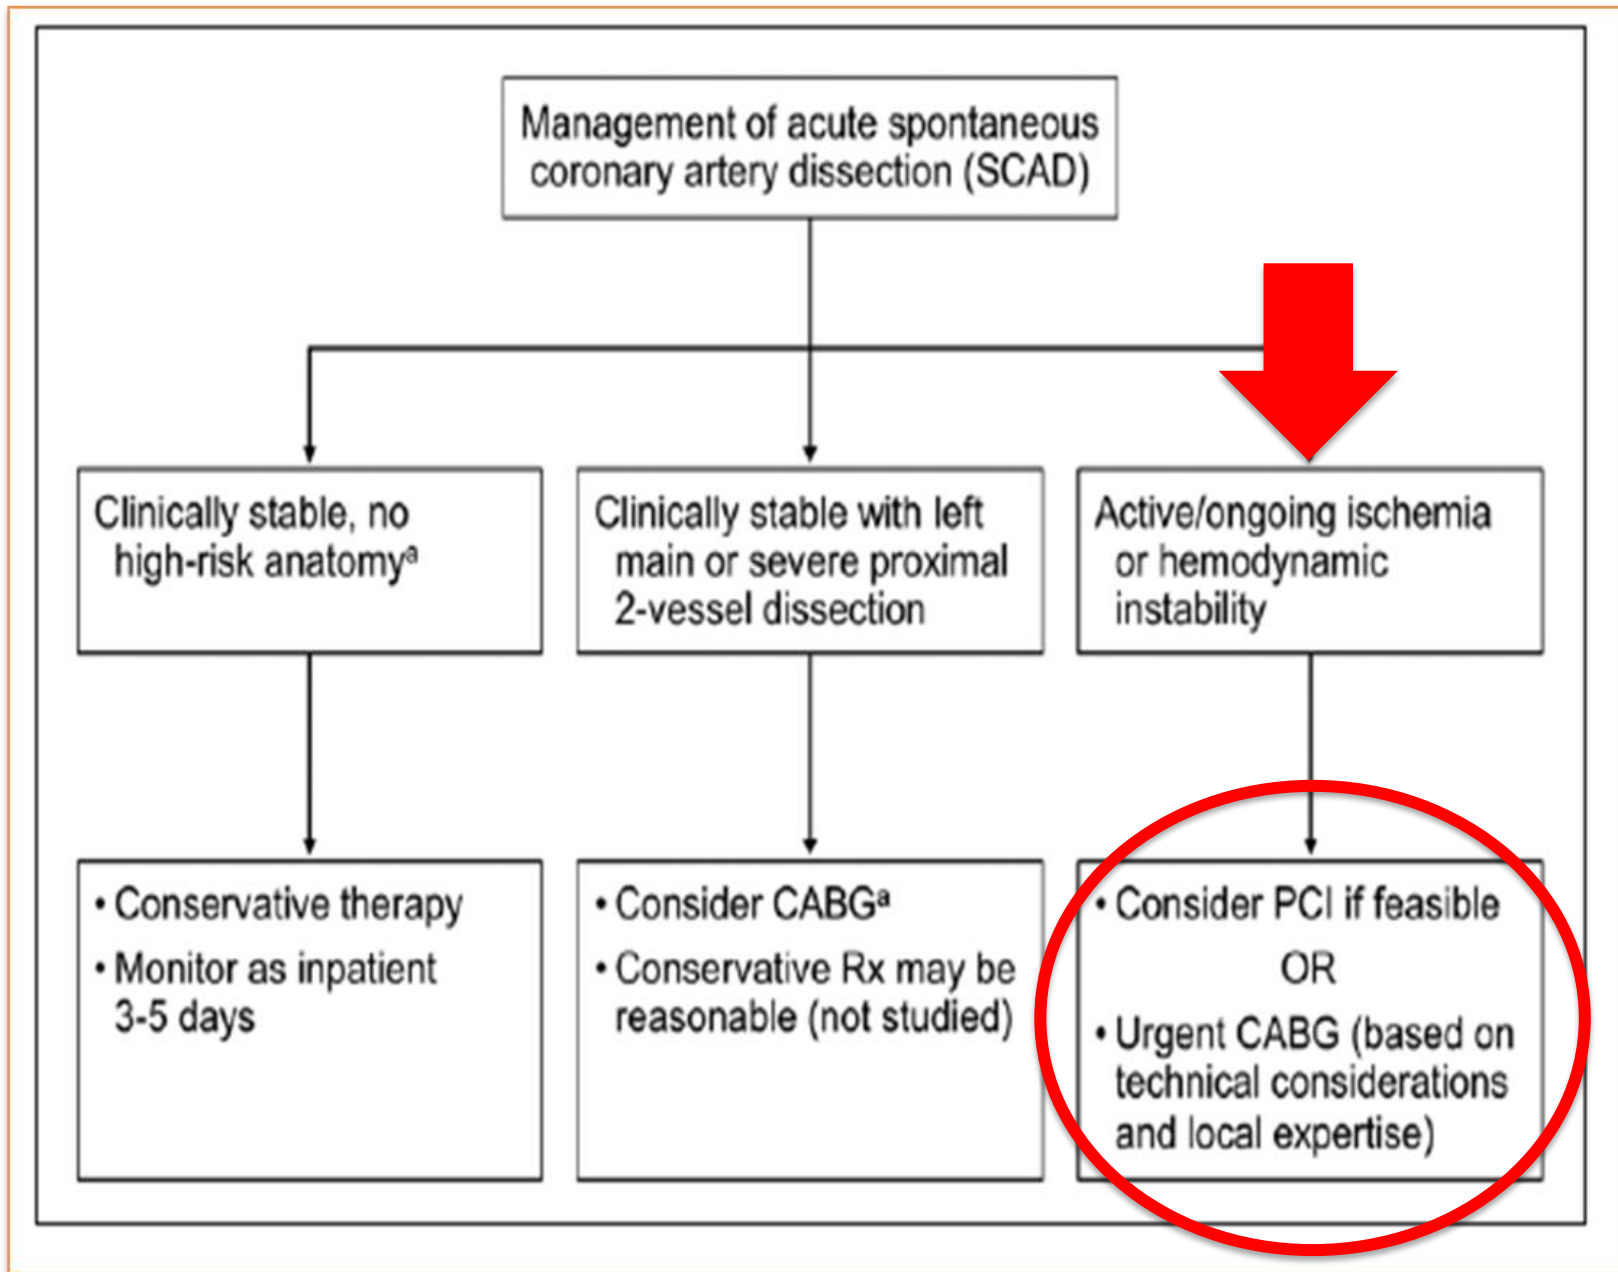 Management of acute spontaneous
coronary artery dissection (SCAD)
Clinically stable, no
high-risk anatomyª
Clinically stable with left
main or severe proximal
2-vessel dissection
Active/ongoing ischemia
or hemodynamic
instability
• Conservative therapy
• Monitor as inpatient
3-5 days
• Consider CABGª
• Conservative Rx may be
reasonable (not studied)
• Consider PCI if feasible
OR
• Urgent CABG (based on
technical considerations
and local expertise)